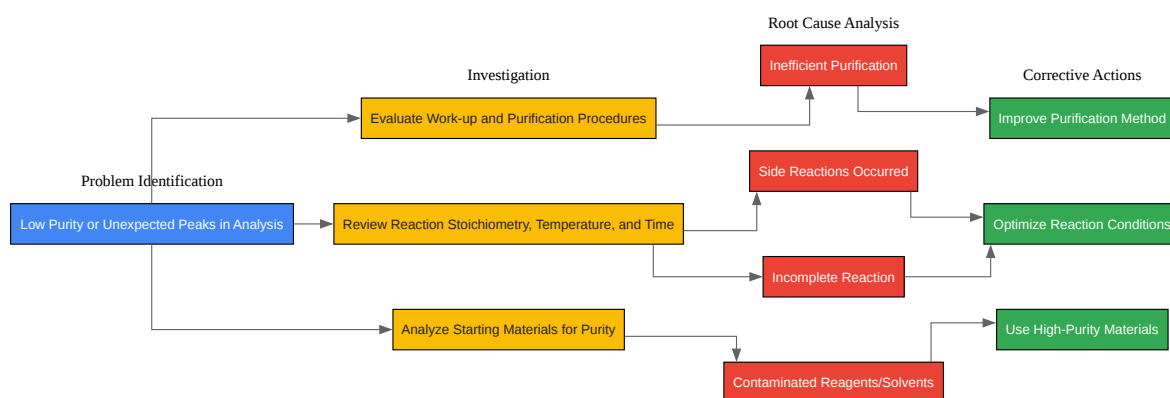 Root Cause Analysis
Inefficient Purification
Investigation
Corrective Actions
Evaluate Work-up and Purification Procedures
Improve Purification Method
Problem Identification
Side Reactions Occurred
Low Purity or Unexpected Peaks in Analysis
Review Reaction Stoichiometry, Temperature, and Time
Optimize Reaction Conditions
Incomplete Reaction
Analyze Starting Materials for Purity
Use High-Purity Materials
Contaminated Reagents/Solvents